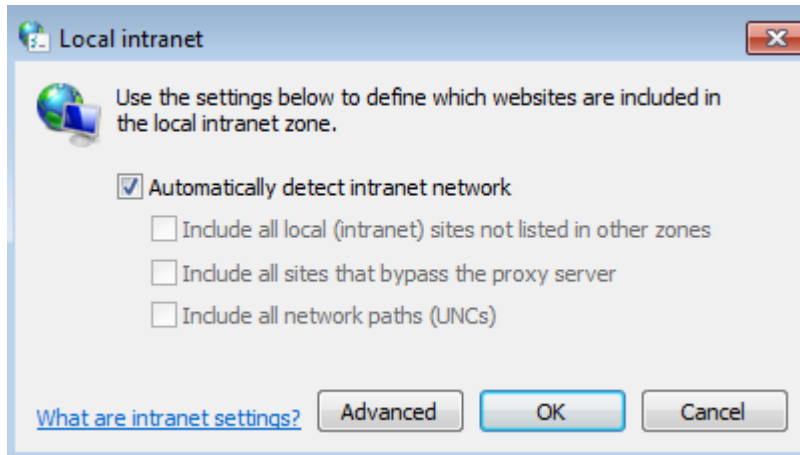 Local intranet
Use the settings below to define which websites are included in
the local intranet zone.
Automatically detect intranet network
Include all local (intranet) sites not listed in other zones
Include all sites that bypass the proxy server
Include all network paths (UNCs)
What are intranet settings? Advanced OK Cancel